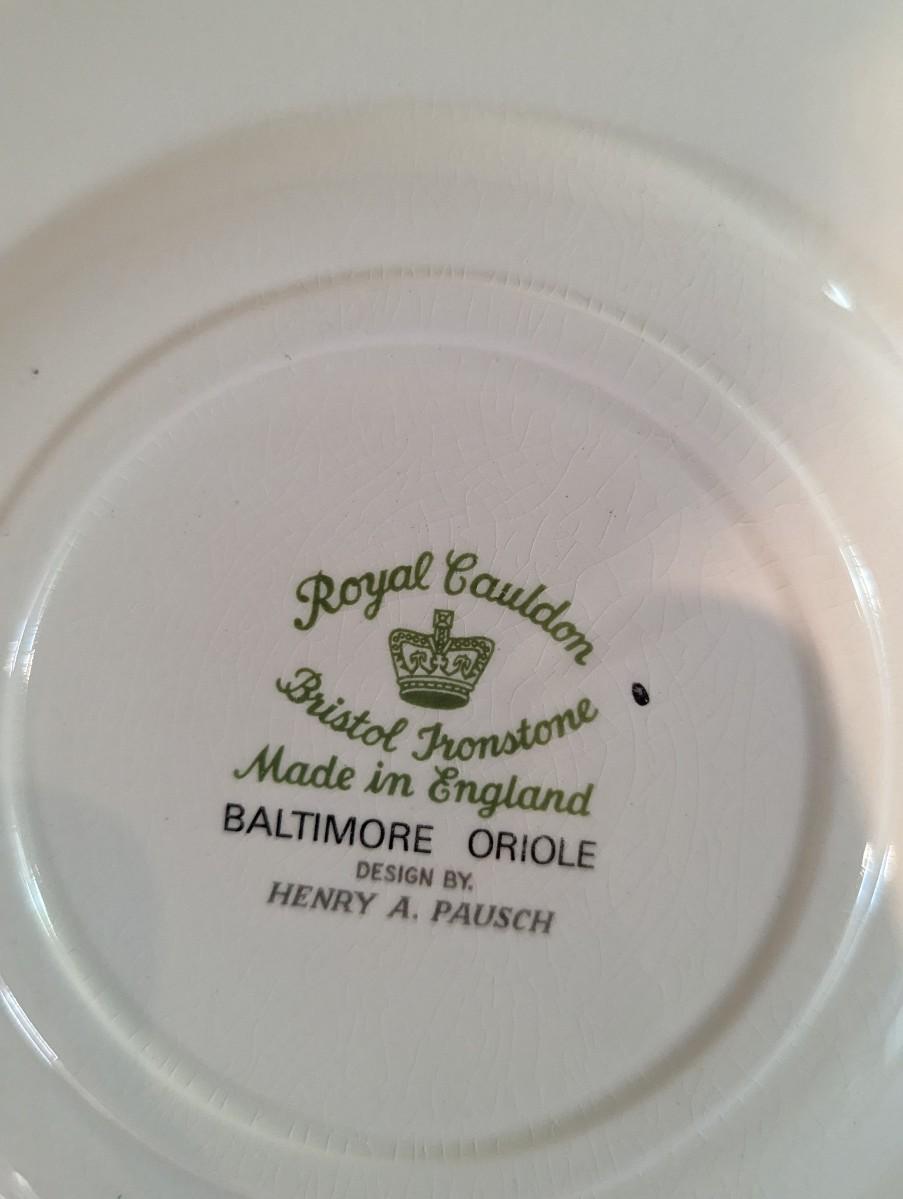 Royal Cauldon
Bristol Ironstone
Made in England
BALTIMORE ORIOLE
DESIGN BY.
HENRY A. PAUSCH